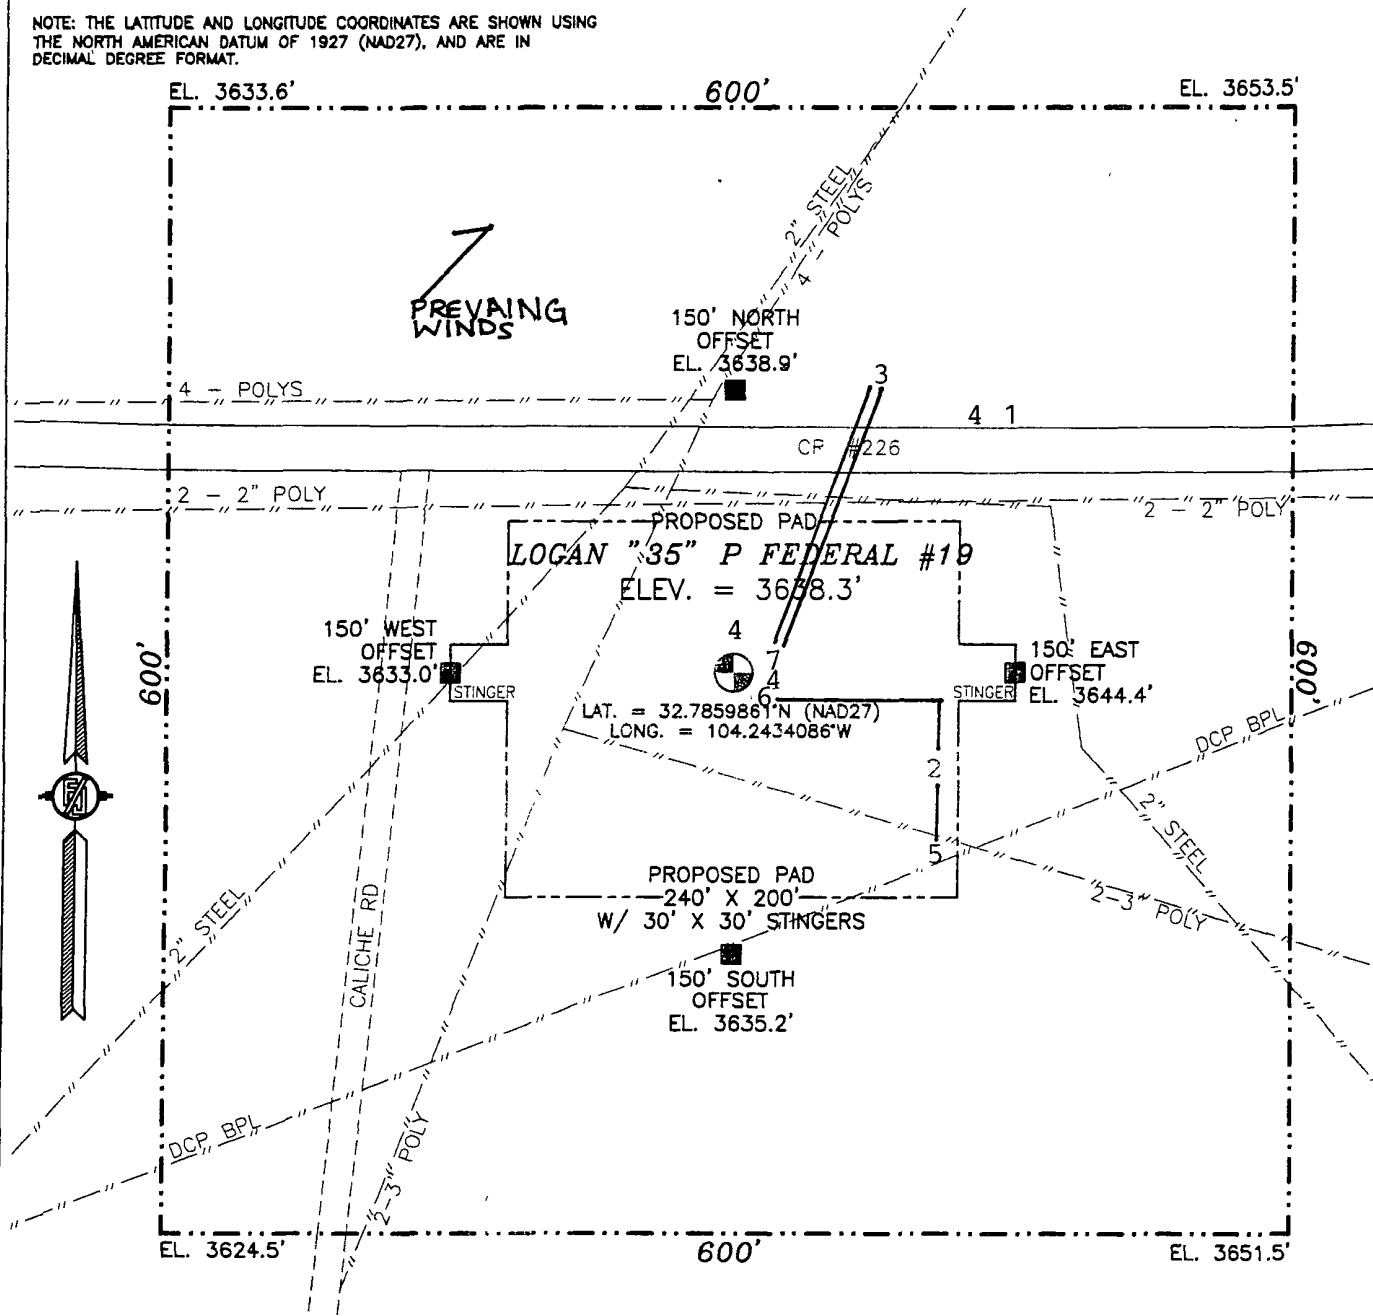 NOTE: THE LATITUDE AND LONGITUDE COORDINATES ARE SHOWN USING
THE NORTH AMERICAN DATUM OF 1927 (NAD27), AND ARE IN
DECIMAL DEGREE FORMAT.
EL. 3633.6'
600'
EL. 3653.5'
2" STEEL
4 - POLYS
PREVAING
WINDS
150' NORTH
OFFSET
EL. 3638.9'
4 - POLYS
3
4 1
CR #226
2 - 2" POLY
2 - 2" POLY
PROPOSED PAD
LOGAN "35" P FEDERAL #19
ELEV. = 3638.3'
600'
150' WEST
OFFSET
EL. 3633.0'
STINGER
4
7
4
6
STINGER
150' EAST
OFFSET
EL. 3644.4'
600'
LAT. = 32.7859861°N (NAD27)
LONG. = 104.2434086°W
DCP BPL
2
2" STEEL
5
PROPOSED PAD
240' X 200'
W/ 30' X 30' STINGERS
2-3" POLY
2" STEEL
CALICHE RD
150' SOUTH
OFFSET
EL. 3635.2'
DCP BPL
2-3" POLY
EL. 3624.5'
600'
EL. 3651.5'